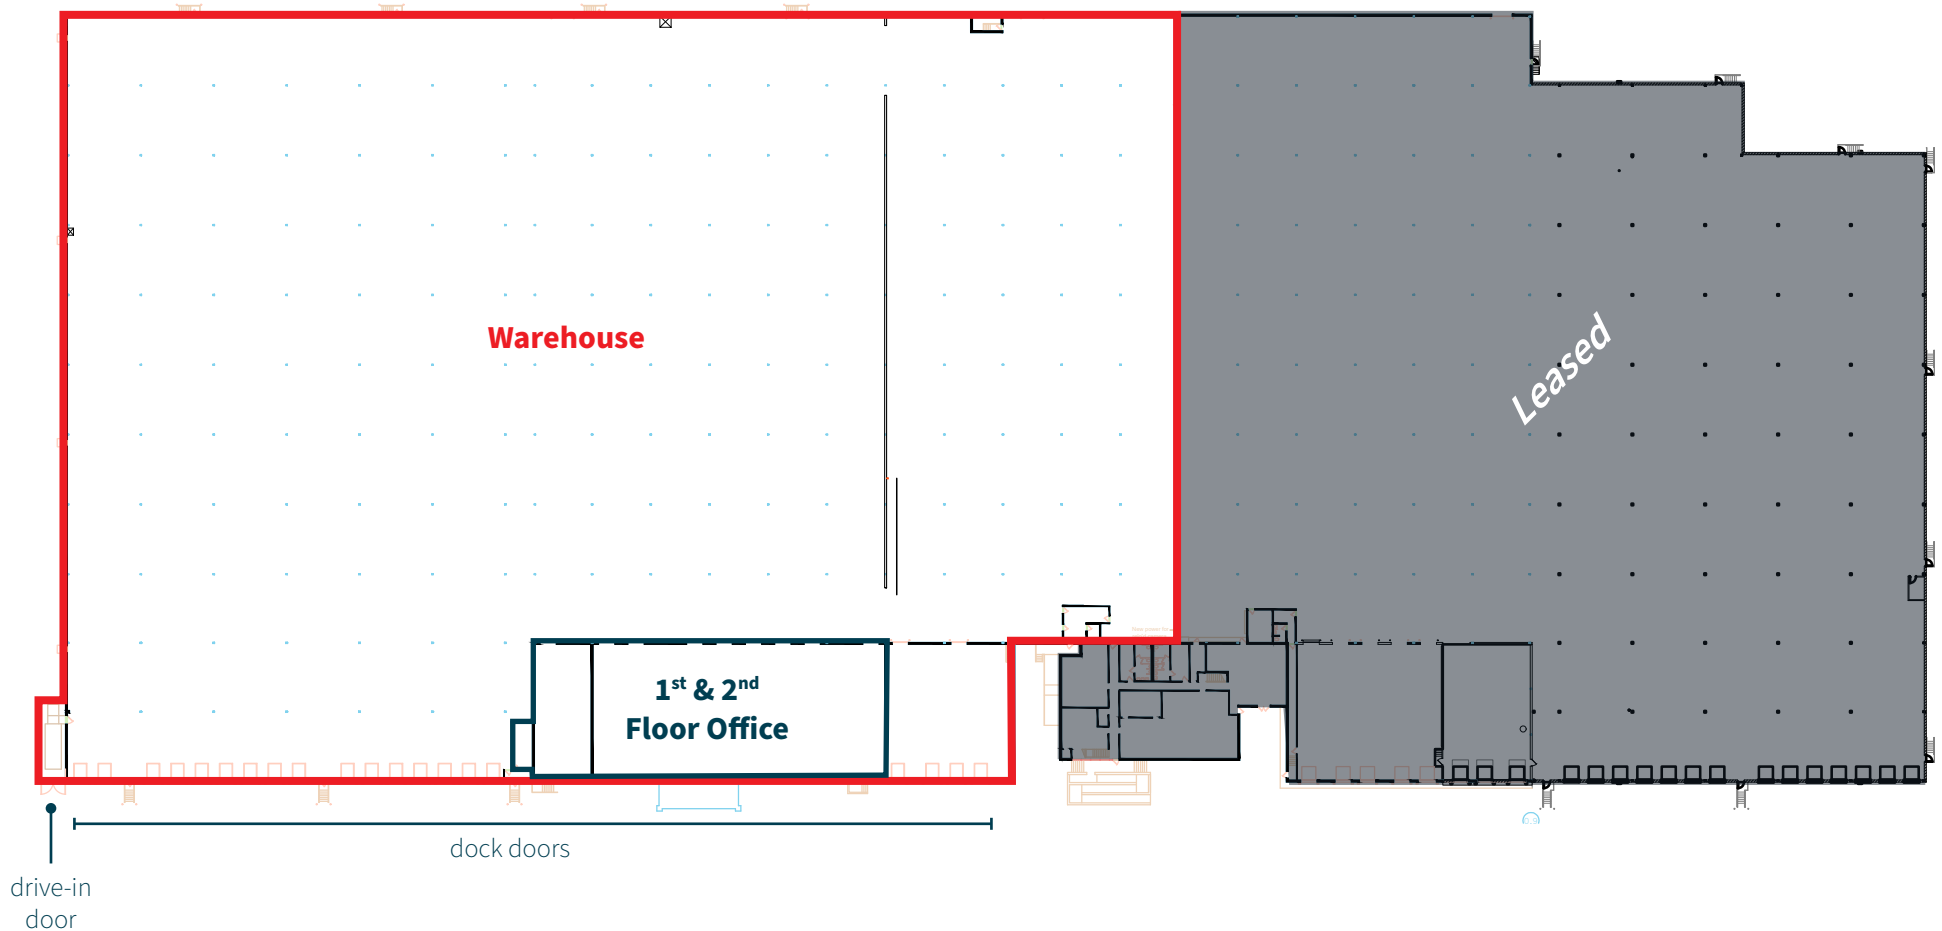 Warehouse
Leased
1st & 2nd
Floor Office
dock doors
drive-in
door